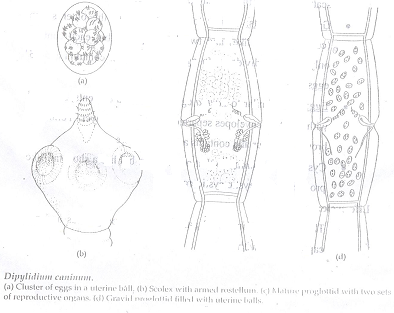 (a)
(b)
(d)
Dipylidium caninum.
(a) Cluster of eggs in a uterine ball, (b) Scolex with armed rostellum. (c) Mature proglottid with two sets
of reproductive organs. (d) Gravid proglottid filled with uterine balls.